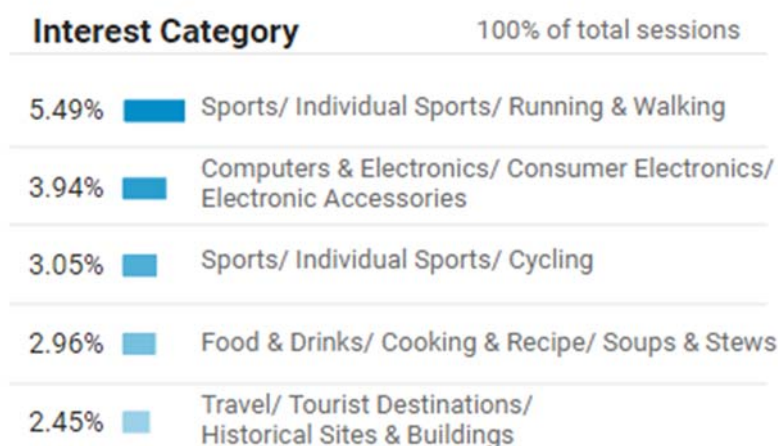 Interest Category
100% of total sessions
5.49% Sports/ Individual Sports/ Running & Walking
3.94% Computers & Electronics/ Consumer Electronics/
Electronic Accessories
3.05% Sports/ Individual Sports/ Cycling
2.96% Food & Drinks/ Cooking & Recipe/ Soups & Stews
2.45% Travel/ Tourist Destinations/
Historical Sites & Buildings